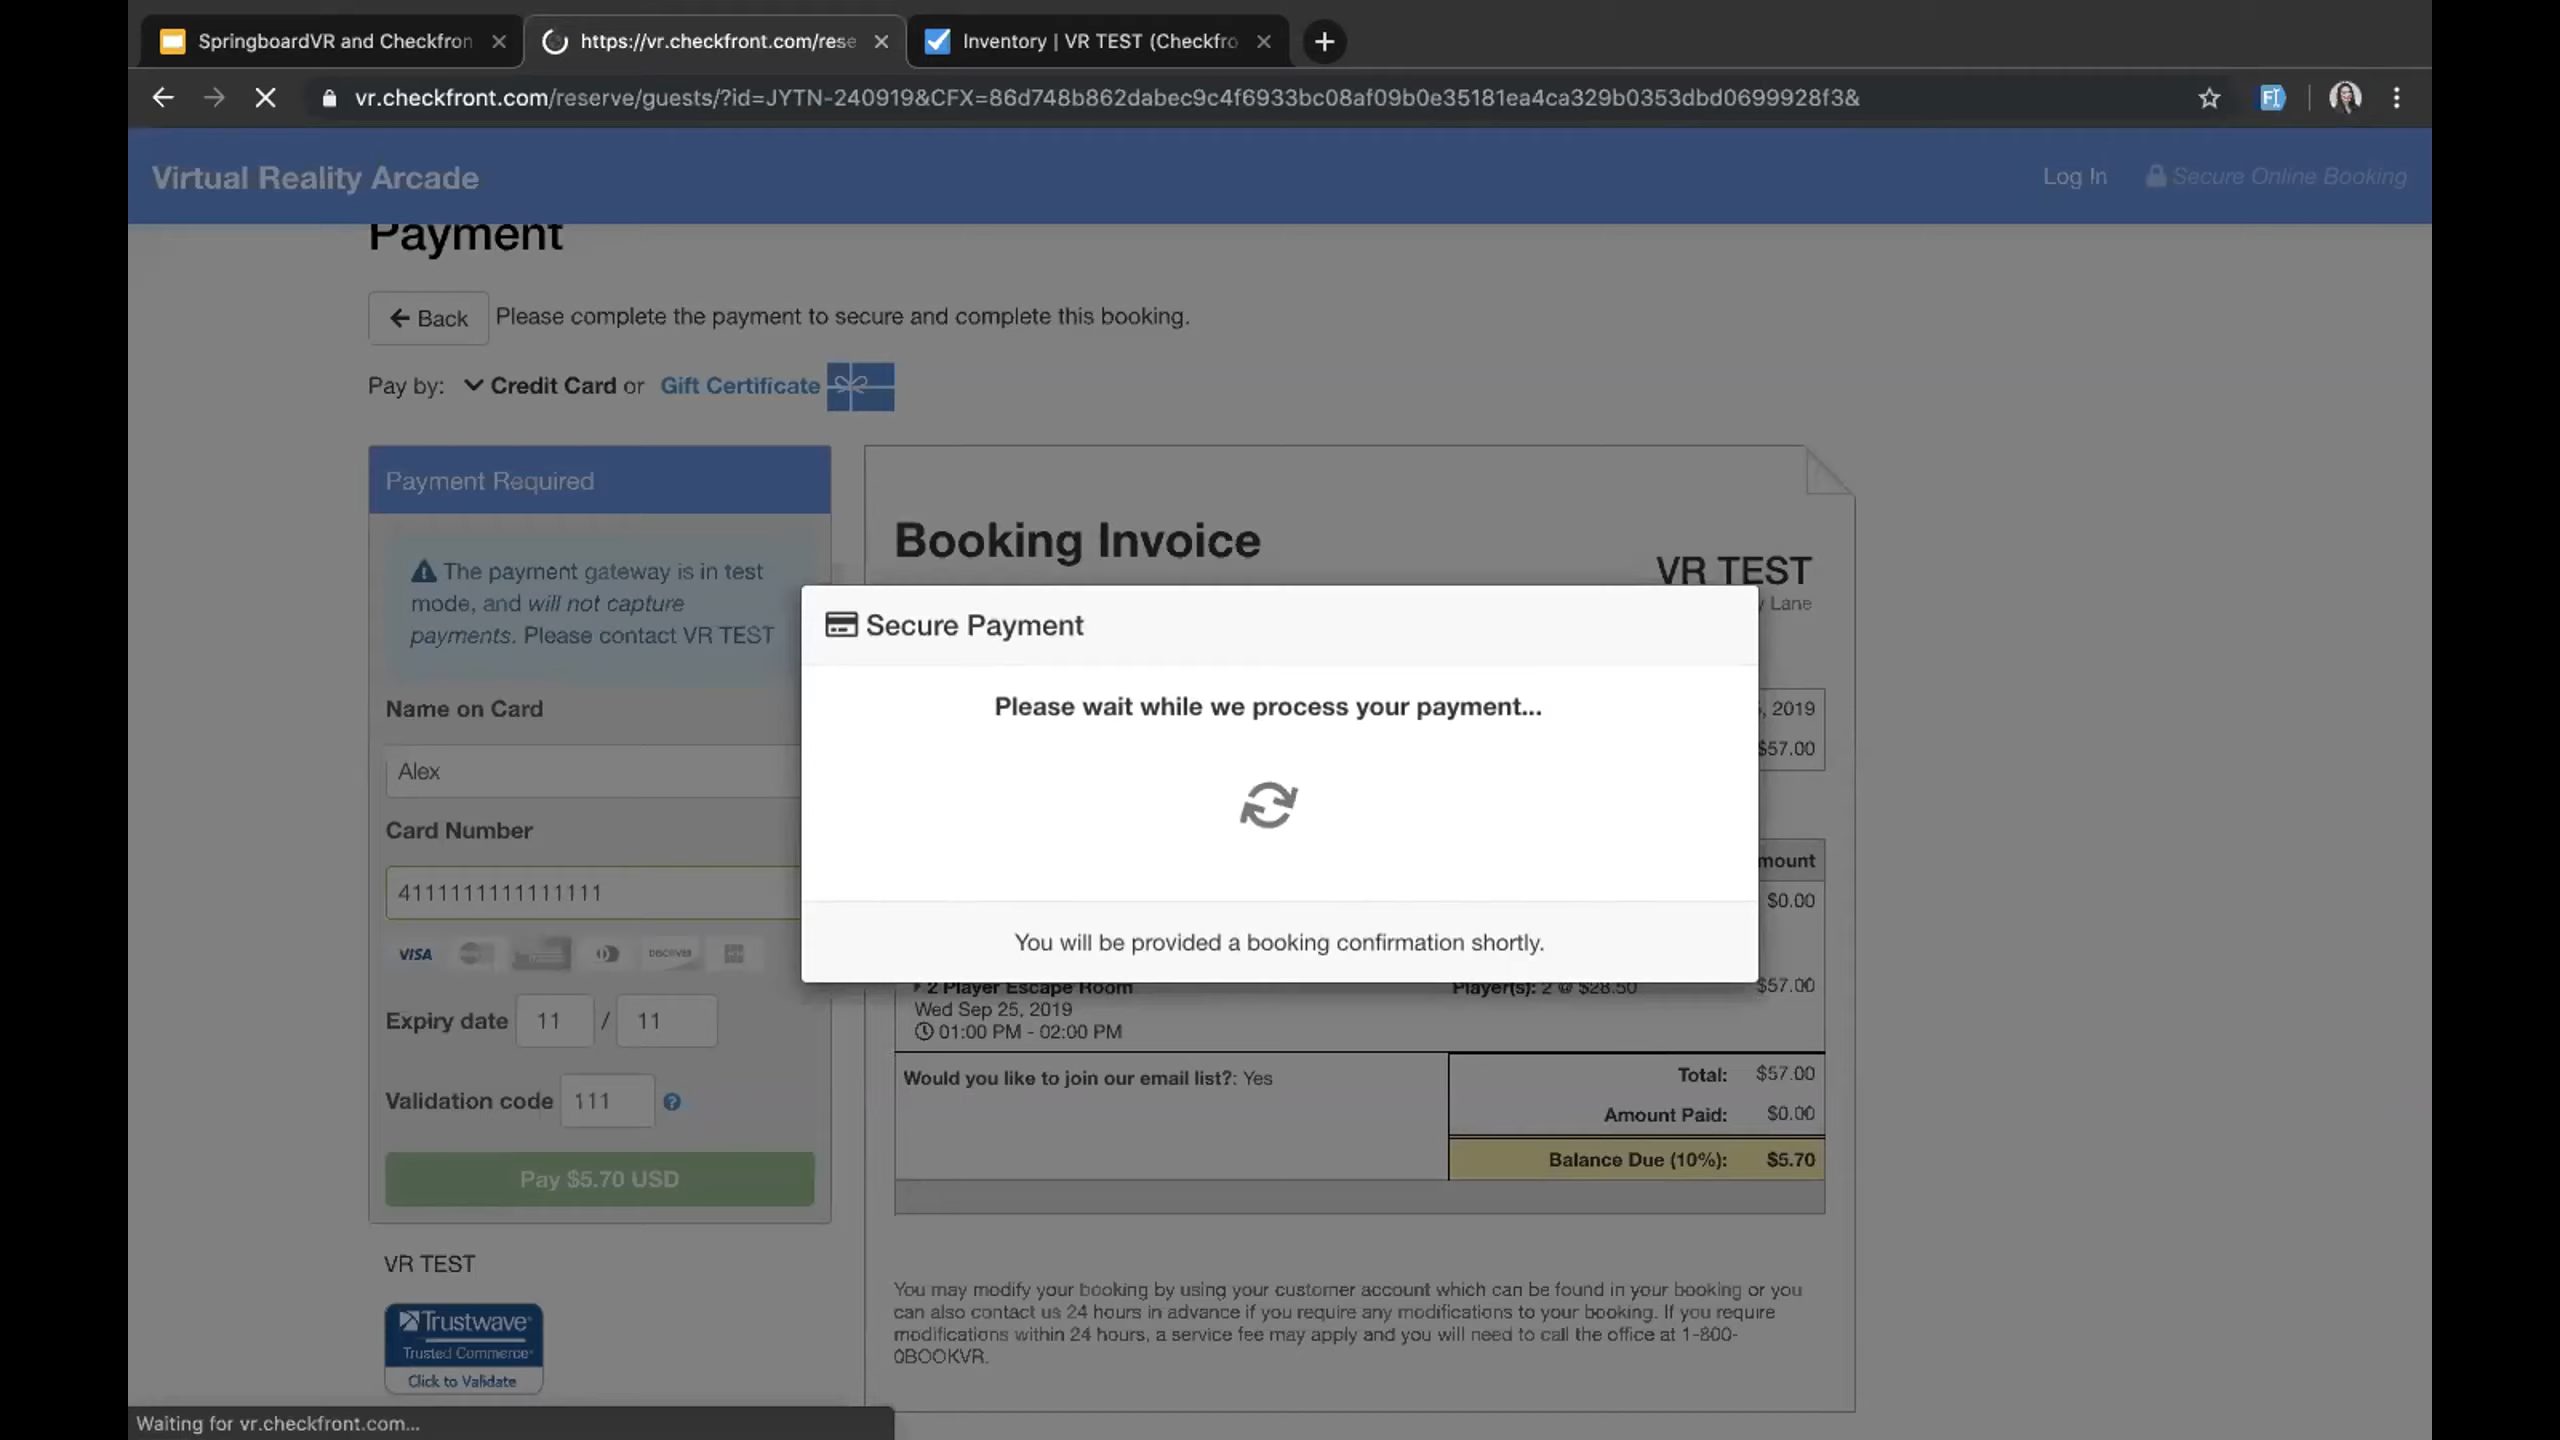 SpringboardVR and Checkfron
https://vr.checkfront.com/rese
Inventory | VR TEST (Checkfro
vr.checkfront.com/reserve/guests/?id=JYTN-240919&CFX=86d748b862dabec9c4f6933bc08af09b0e35181ea4ca329b0353dbd0699928f3&
Virtual Reality Arcade
Log In
Secure Online Booking
Payment
Back
Please complete the payment to secure and complete this booking.
Pay by: Credit Card or Gift Certificate
Payment Required
The payment gateway is in test
mode, and will not capture
payments. Please contact VR TEST
Name on Card
Alex
Card Number
4111111111111111
VISA
DISCOVER
Expiry date 11 / 11
Validation code 111
Pay $5.70 USD
VR TEST
Trustwave
Trusted Commerce
Click to Validate
Booking Invoice
VR TEST
Lane
, 2019
$57.00
mount
$0.00
Secure Payment
Please wait while we process your payment...
You will be provided a booking confirmation shortly.
2 Player Escape Room
Player(s): 2 @ $28.50
$57.00
Wed Sep 25, 2019
01:00 PM - 02:00 PM
Would you like to join our email list?: Yes
Total: $57.00
Amount Paid: $0.00
Balance Due (10%): $5.70
You may modify your booking by using your customer account which can be found in your booking or you
can also contact us 24 hours in advance if you require any modifications to your booking. If you require
modifications within 24 hours, a service fee may apply and you will need to call the office at 1-800-
0BOOKVR.
Waiting for vr.checkfront.com...